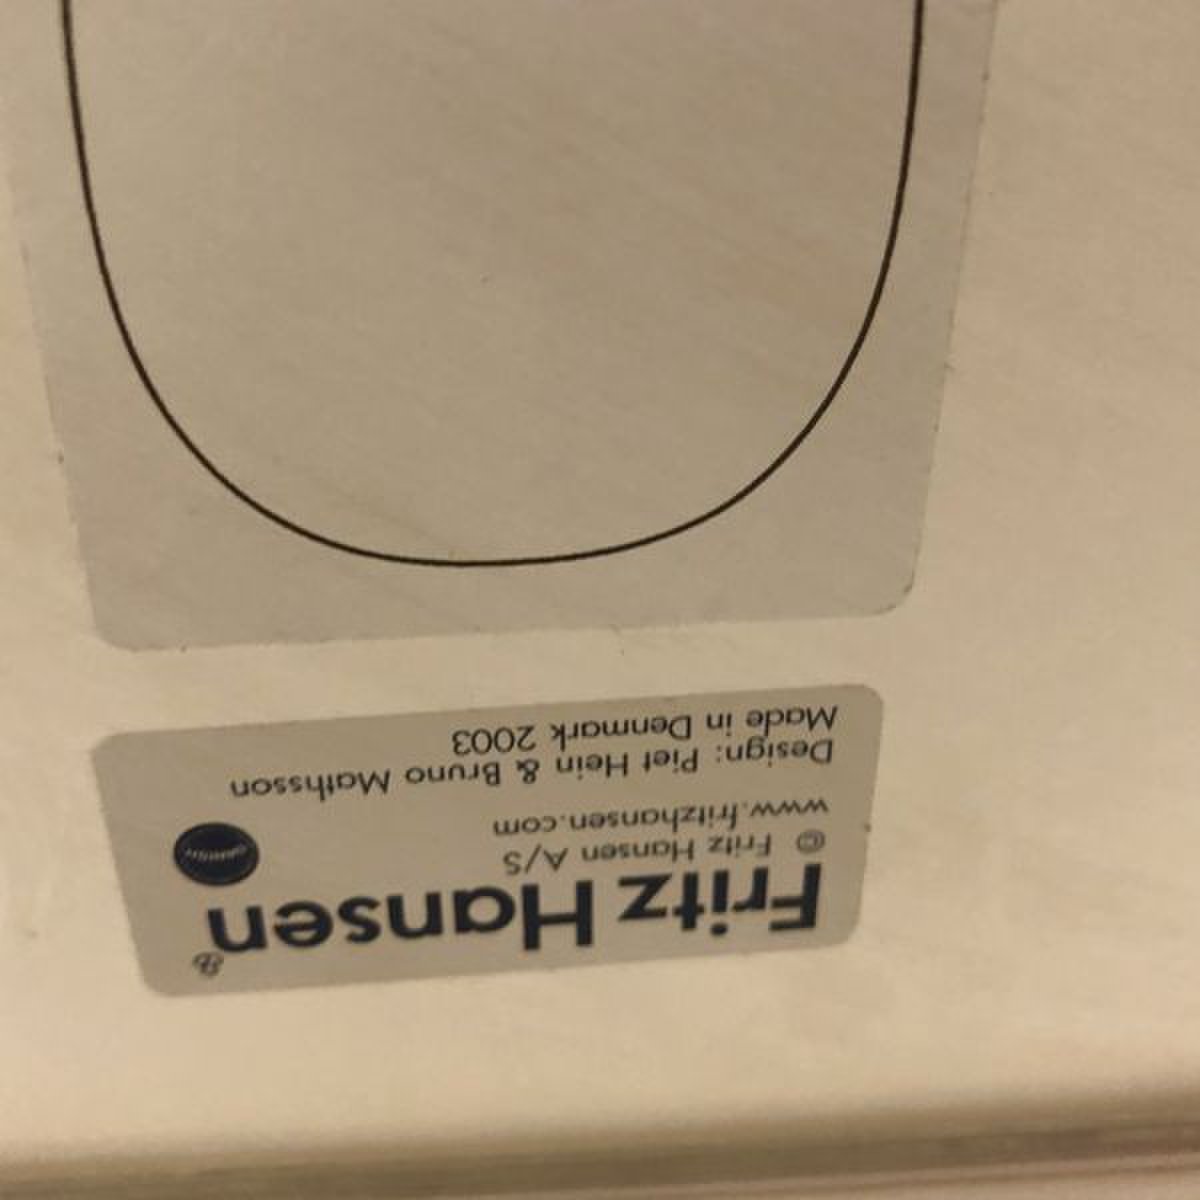 Fritz Hansen
© Fritz Hansen A/S
www.fritzhansen.com
Design: Piet Hein & Bruno Mathsson
Made in Denmark 2003